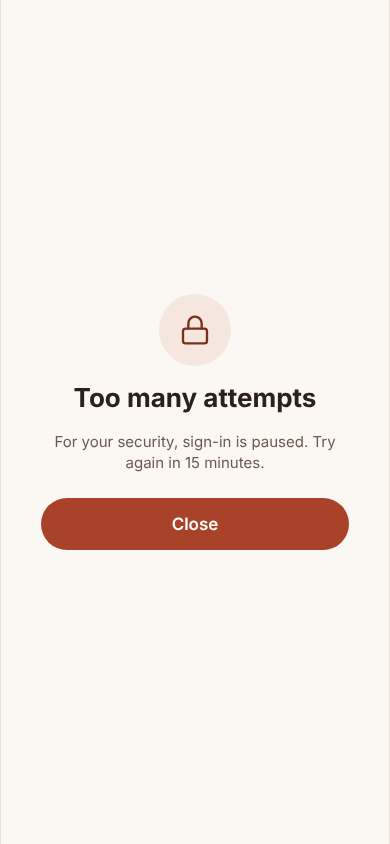 Too many attempts
For your security, sign-in is paused. Try
again in 15 minutes.
Close